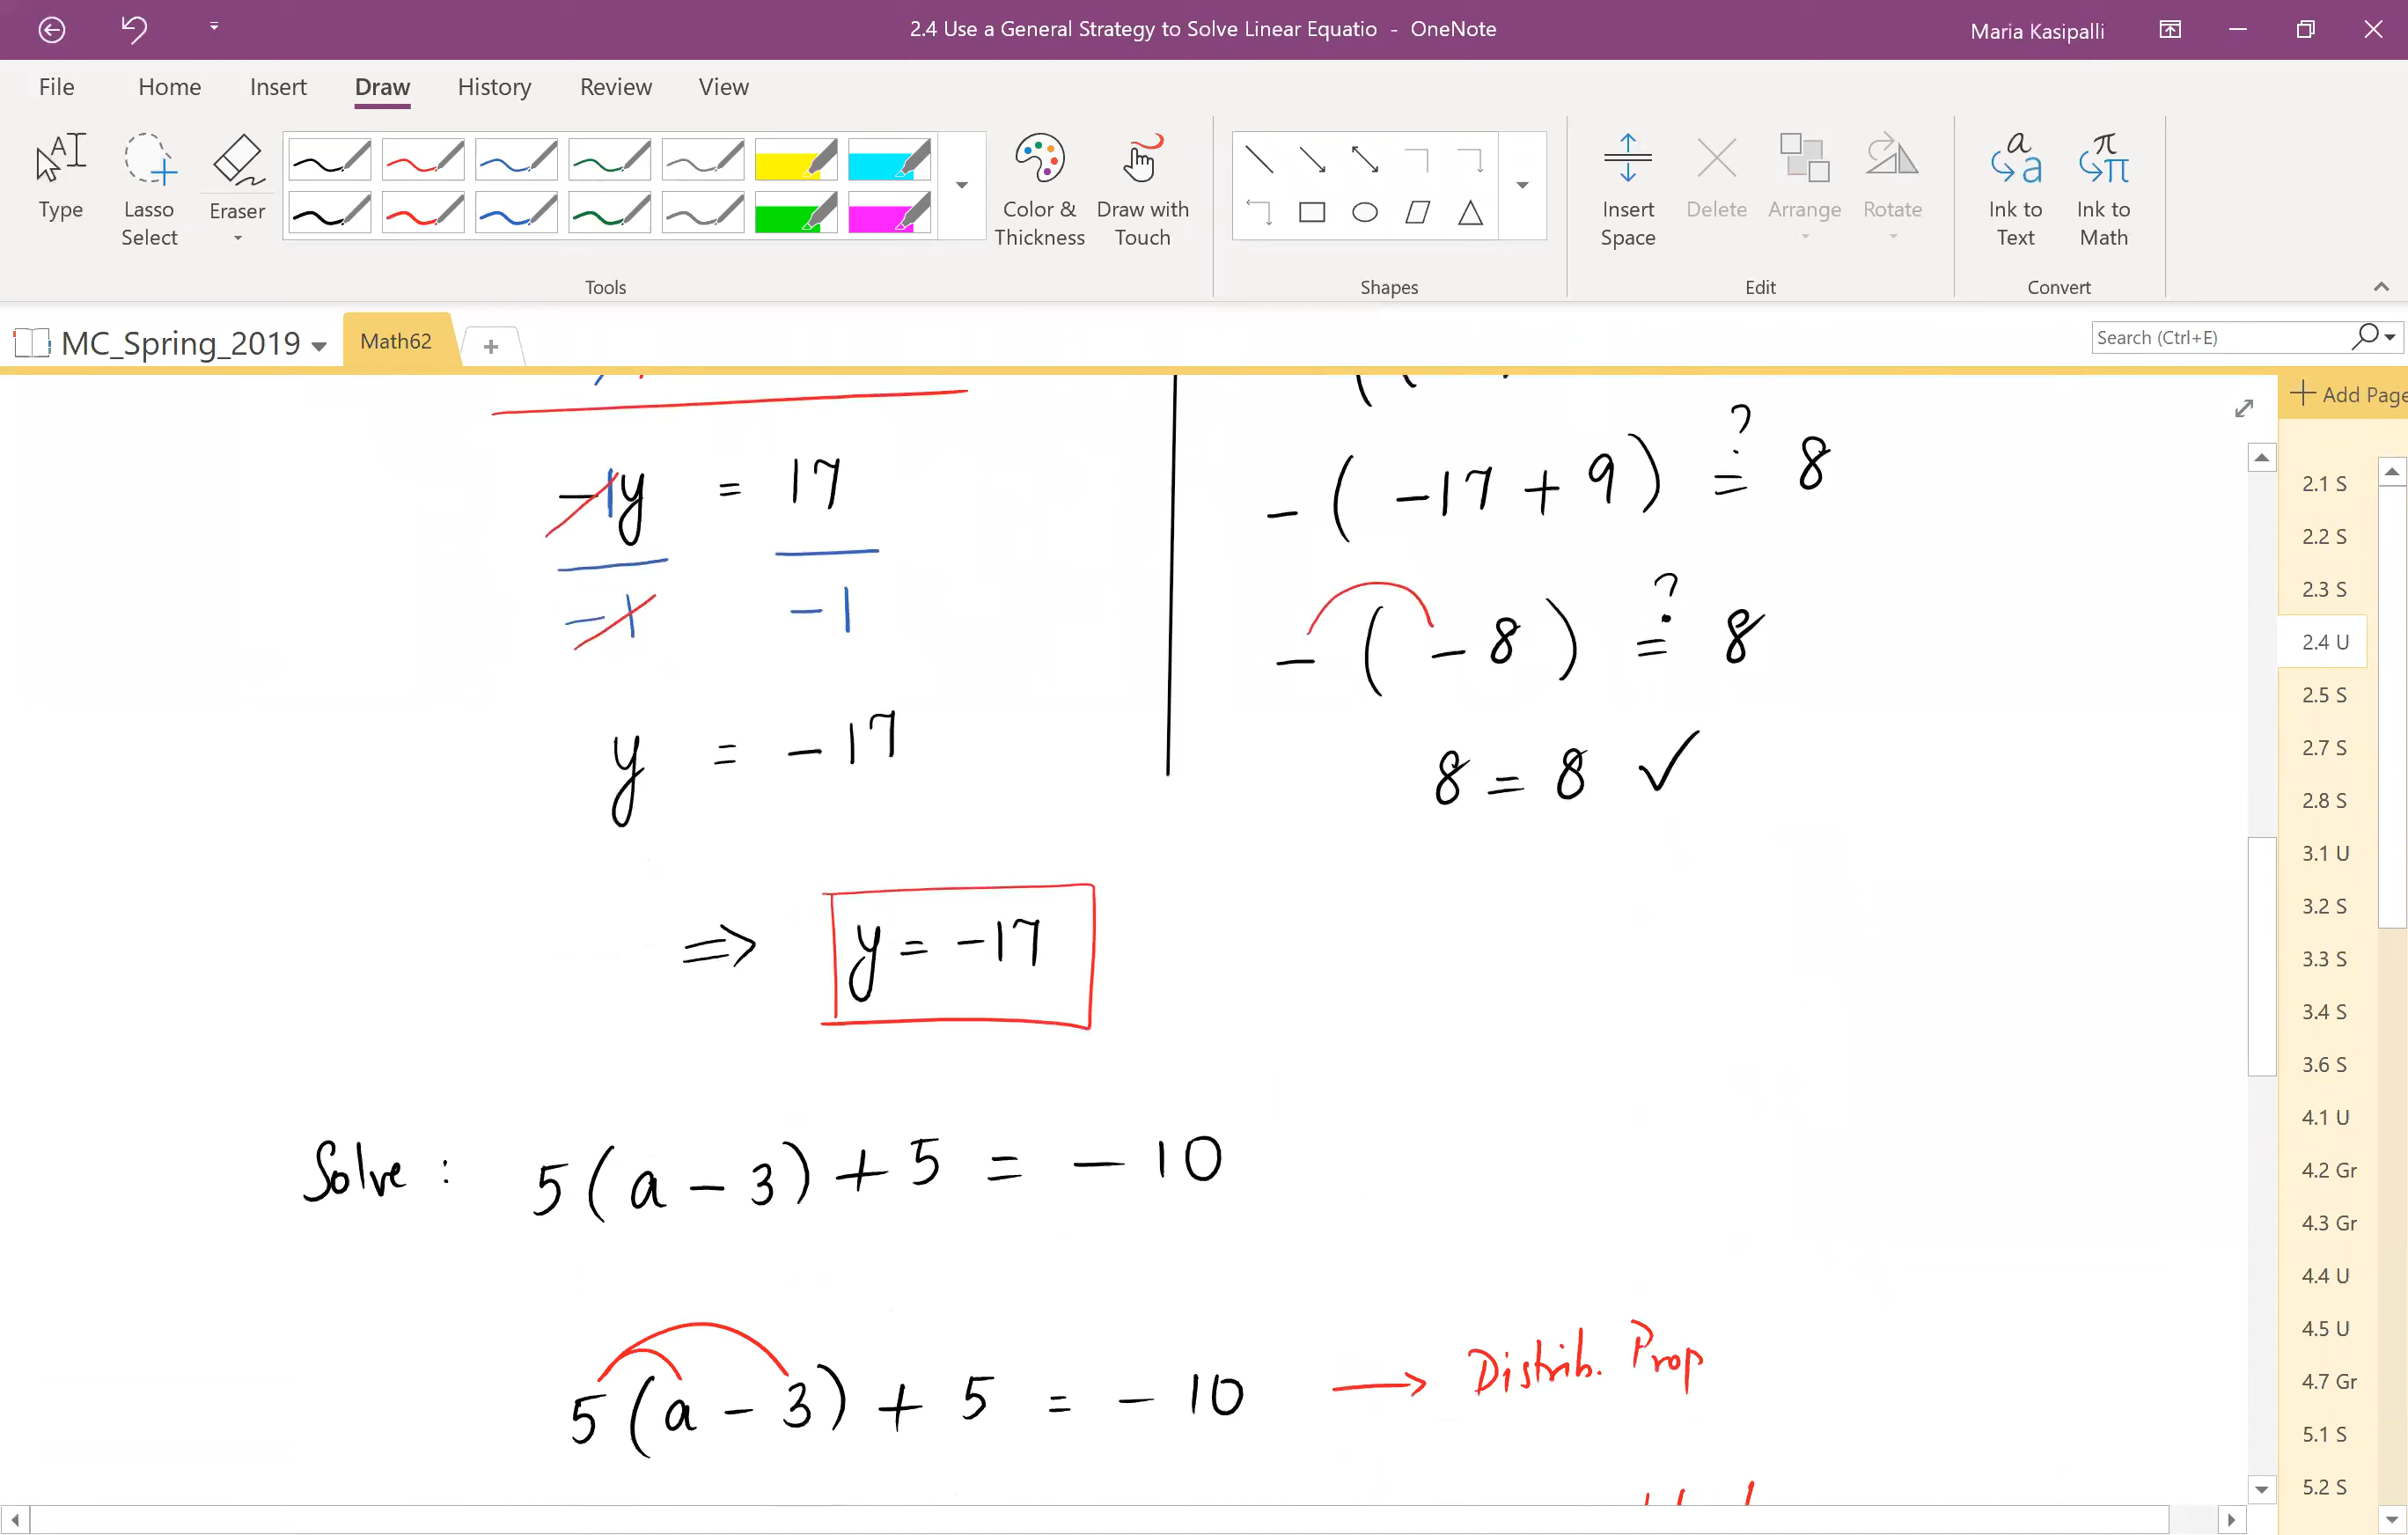 2.4 Use a General Strategy to Solve Linear Equatio - OneNote
Maria Kasipalli
File Home Insert Draw History Review View
Type
Lasso Select
Eraser
Color & Thickness
Draw with Touch
Insert Space
Delete
Arrange
Rotate
Ink to Text
Ink to Math
Tools
Shapes
Edit
Convert
MC_Spring_2019
Math62
Search (Ctrl+E)
Add Page
-1y = 17
-1 -1
y = -17
⇒ y = -17
-(-17 + 9) ?= 8
-(-8) ?= 8
8 = 8 ✓
Solve : 5(a - 3) + 5 = -10
5(a - 3) + 5 = -10 → Distrib. Prop
2.1 S
2.2 S
2.3 S
2.4 U
2.5 S
2.7 S
2.8 S
3.1 U
3.2 S
3.3 S
3.4 S
3.6 S
4.1 U
4.2 Gr
4.3 Gr
4.4 U
4.5 U
4.7 Gr
5.1 S
5.2 S